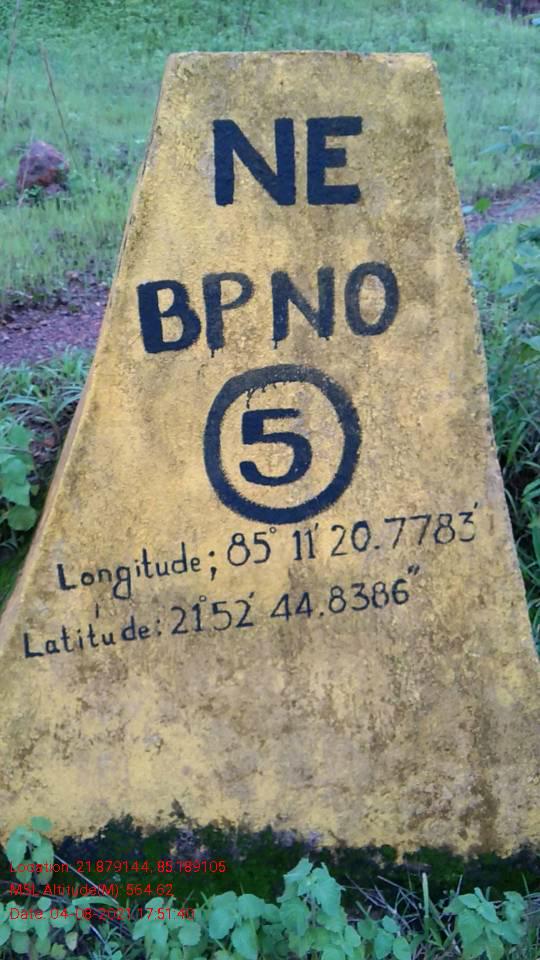 NE
BPNO
5
Longitude; 85° 11' 20.7783'
Latitude: 21°52' 44.8386"
Location: 21.879144, 85.189105
MSL Altitude(M): 564.62
Date: 04-08-2021 17:51:40